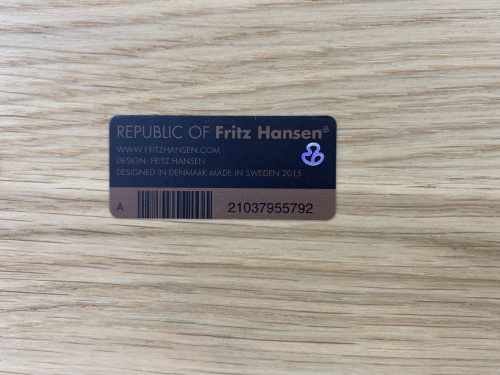 REPUBLIC OF Fritz Hansen®
WWW.FRITZHANSEN.COM
DESIGN: FRITZ HANSEN
DESIGNED IN DENMARK MADE IN SWEDEN 2015
A 21037955792